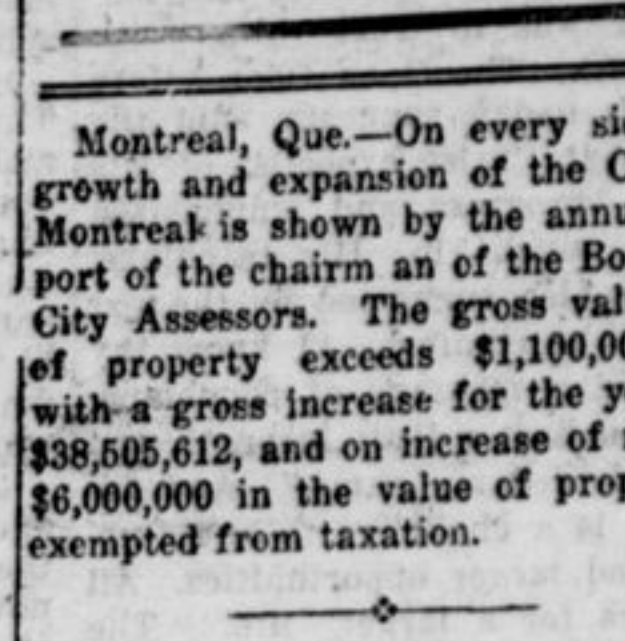 Montreal, Que.—On every si
growth and expansion of the C
Montreal is shown by the annu
port of the chairm an of the Bo
City Assessors. The gross val
of property exceeds $1,100,00
with a gross increase for the y
$38,505,612, and on increase of
$6,000,000 in the value of prop
exempted from taxation.